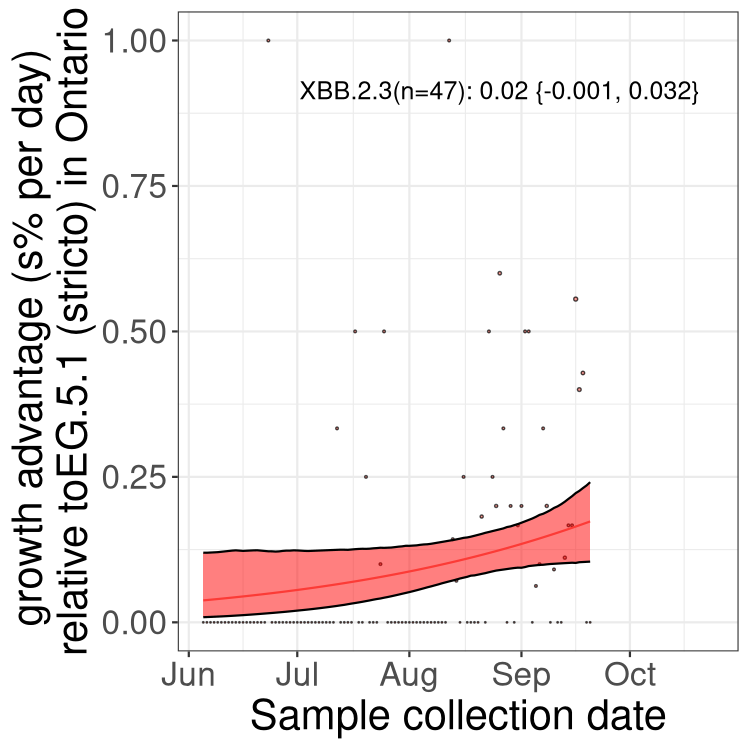 growth advantage (s% per day)
relative toEG.5.1 (stricto) in Ontario
1.00
0.75
0.50
0.25
0.00
XBB.2.3(n=47): 0.02 {-0.001, 0.032}
Jun Jul Aug Sep Oct
Sample collection date